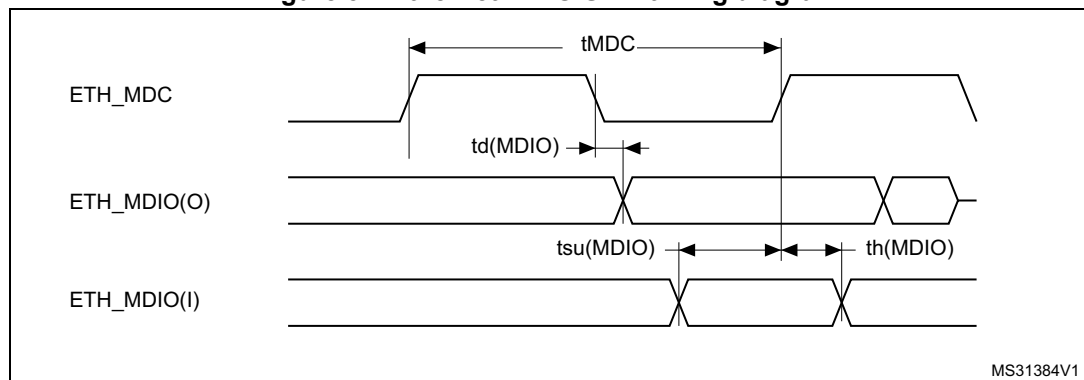 tMDC
ETH_MDC
td(MDIO)
ETH_MDIO(O)
tsu(MDIO)
th(MDIO)
ETH_MDIO(I)
MS31384V1